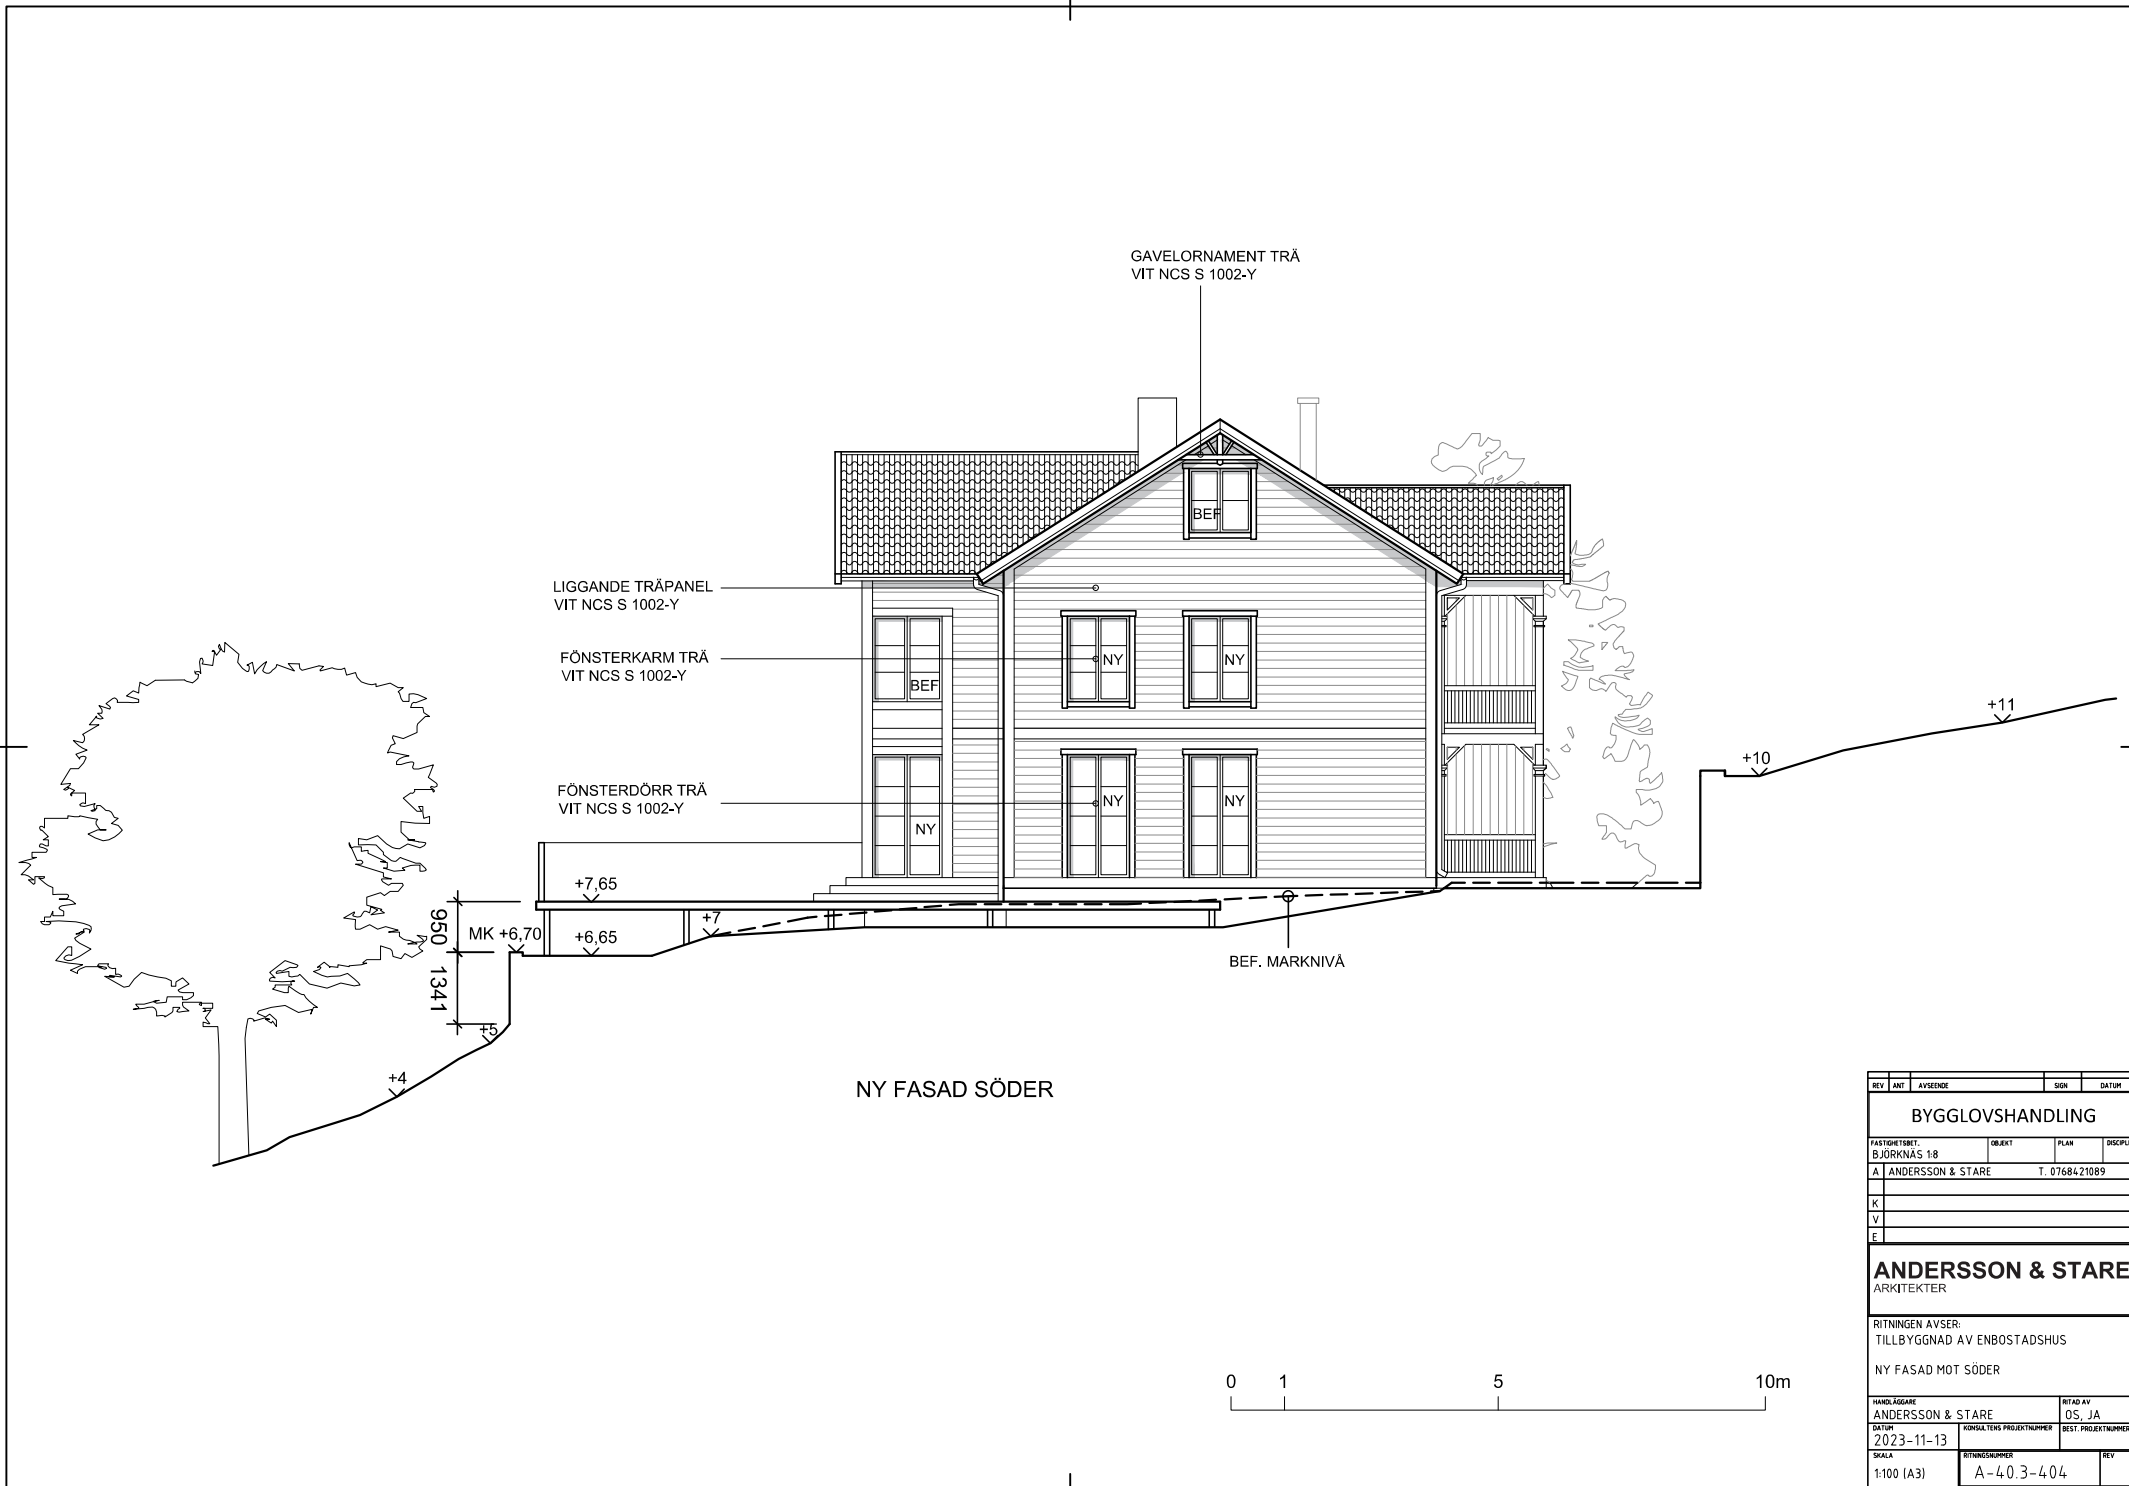 GAVELORNAMENT TRÄ
VIT NCS S 1002-Y
BEF
LIGGANDE TRÄPANEL
VIT NCS S 1002-Y
FÖNSTERKARM TRÄ
VIT NCS S 1002-Y
BEF
NY
NY
+11
+10
FÖNSTERDÖRR TRÄ
VIT NCS S 1002-Y
NY
NY
NY
+7,65
950
+7
MK +6,70
+6,65
BEF. MARKNIVÅ
1341
+5
+4
NY FASAD SÖDER
0 1 5 10m
REV ANT AVSEENDE SIGN DATUM
BYGGLOVSHANDLING
FASTIGHETSBET. OBJEKT PLAN DISCIPLI
BJÖRKNÄS 1:8
A ANDERSSON & STARE T. 0768421089
K
V
E
ANDERSSON & STARE
ARKITEKTER
RITNINGEN AVSER:
TILLBYGGNAD AV ENBOSTADSHUS
NY FASAD MOT SÖDER
HANDLÄGGARE RITAD AV
ANDERSSON & STARE OS, JA
DATUM KONSULTENS PROJEKTNUMMER BEST. PROJEKTNUMMER
2023-11-13
SKALA RITNINGSNUMMER REV
1:100 (A3) A-40.3-404